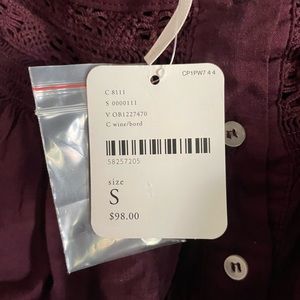 CP1PW7 4 4
C 8111
S 0000111
V OB1227470
C wine/bord
58257205
size
S
$98.00